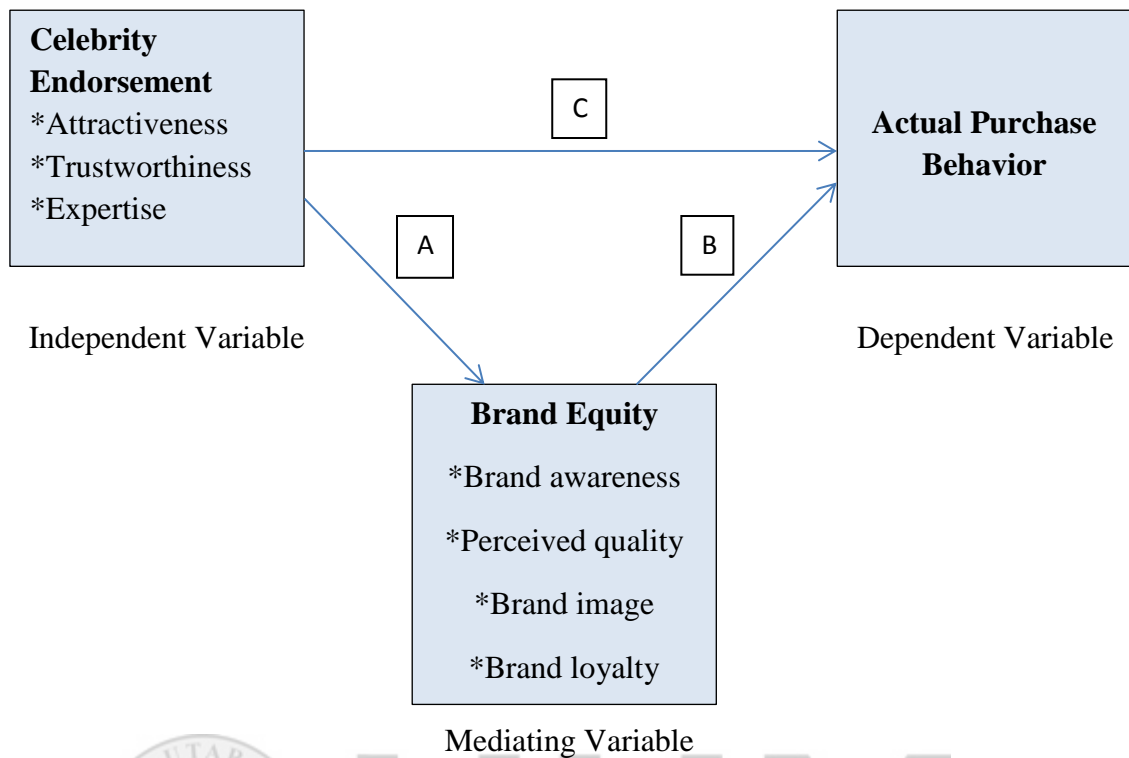 Celebrity
Endorsement
*Attractiveness
*Trustworthiness
*Expertise
C
Actual Purchase
Behavior
A
B
Independent Variable
Dependent Variable
Brand Equity
*Brand awareness
*Perceived quality
*Brand image
*Brand loyalty
Mediating Variable